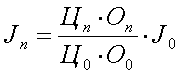 Jₙ = (Цₙ · Oₙ) / (Ц₀ · O₀) · J₀